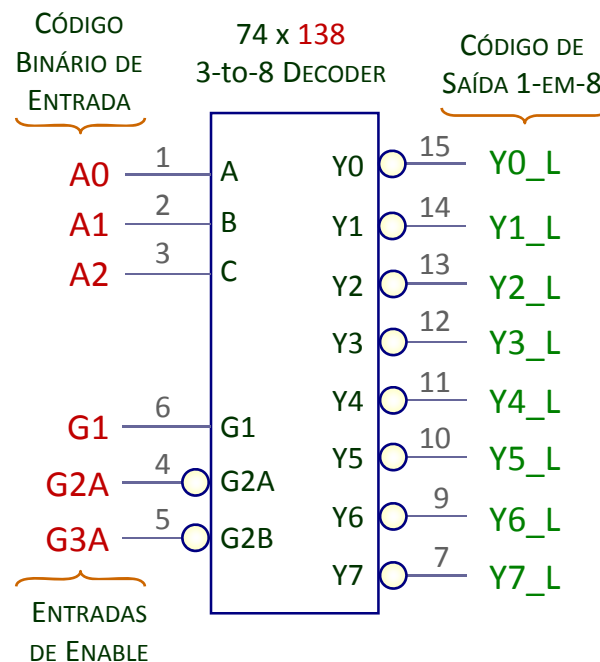 CÓDIGO
BINÁRIO DE
ENTRADA
74 x 138
3-to-8 DECODER
CÓDIGO DE
SAÍDA 1-EM-8
A0 1 A
A1 2 B
A2 3 C
G1 6 G1
G2A 4 G2A
G3A 5 G2B
Y0 15 Y0_L
Y1 14 Y1_L
Y2 13 Y2_L
Y3 12 Y3_L
Y4 11 Y4_L
Y5 10 Y5_L
Y6 9 Y6_L
Y7 7 Y7_L
ENTRADAS
DE ENABLE